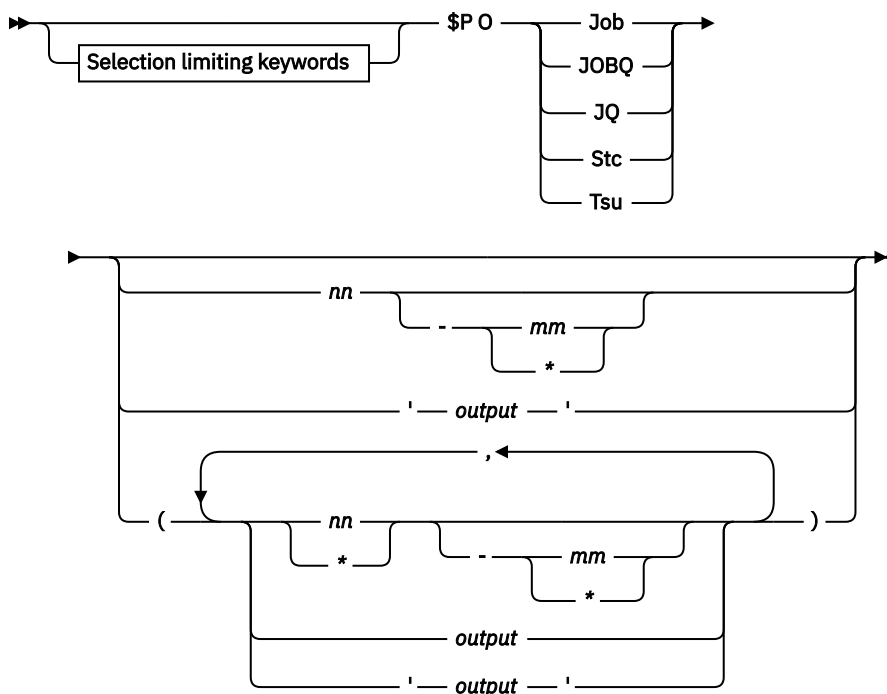 $P O Job
Selection limiting keywords JOBQ
JQ
Stc
Tsu
nn
- mm
*
' output '
,
( nn )
* - mm
*
output
' output '